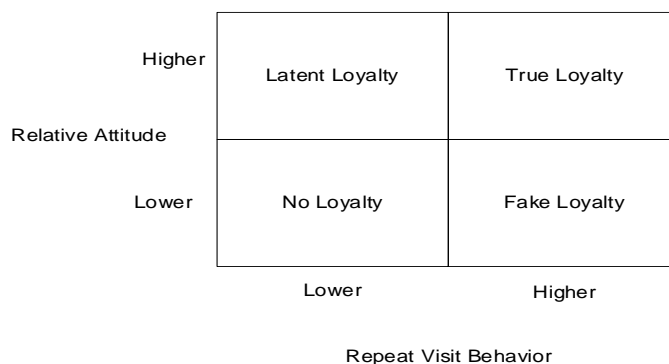 Higher
Latent Loyalty
True Loyalty
Relative Attitude
Lower
No Loyalty
Fake Loyalty
Lower
Higher
Repeat Visit Behavior